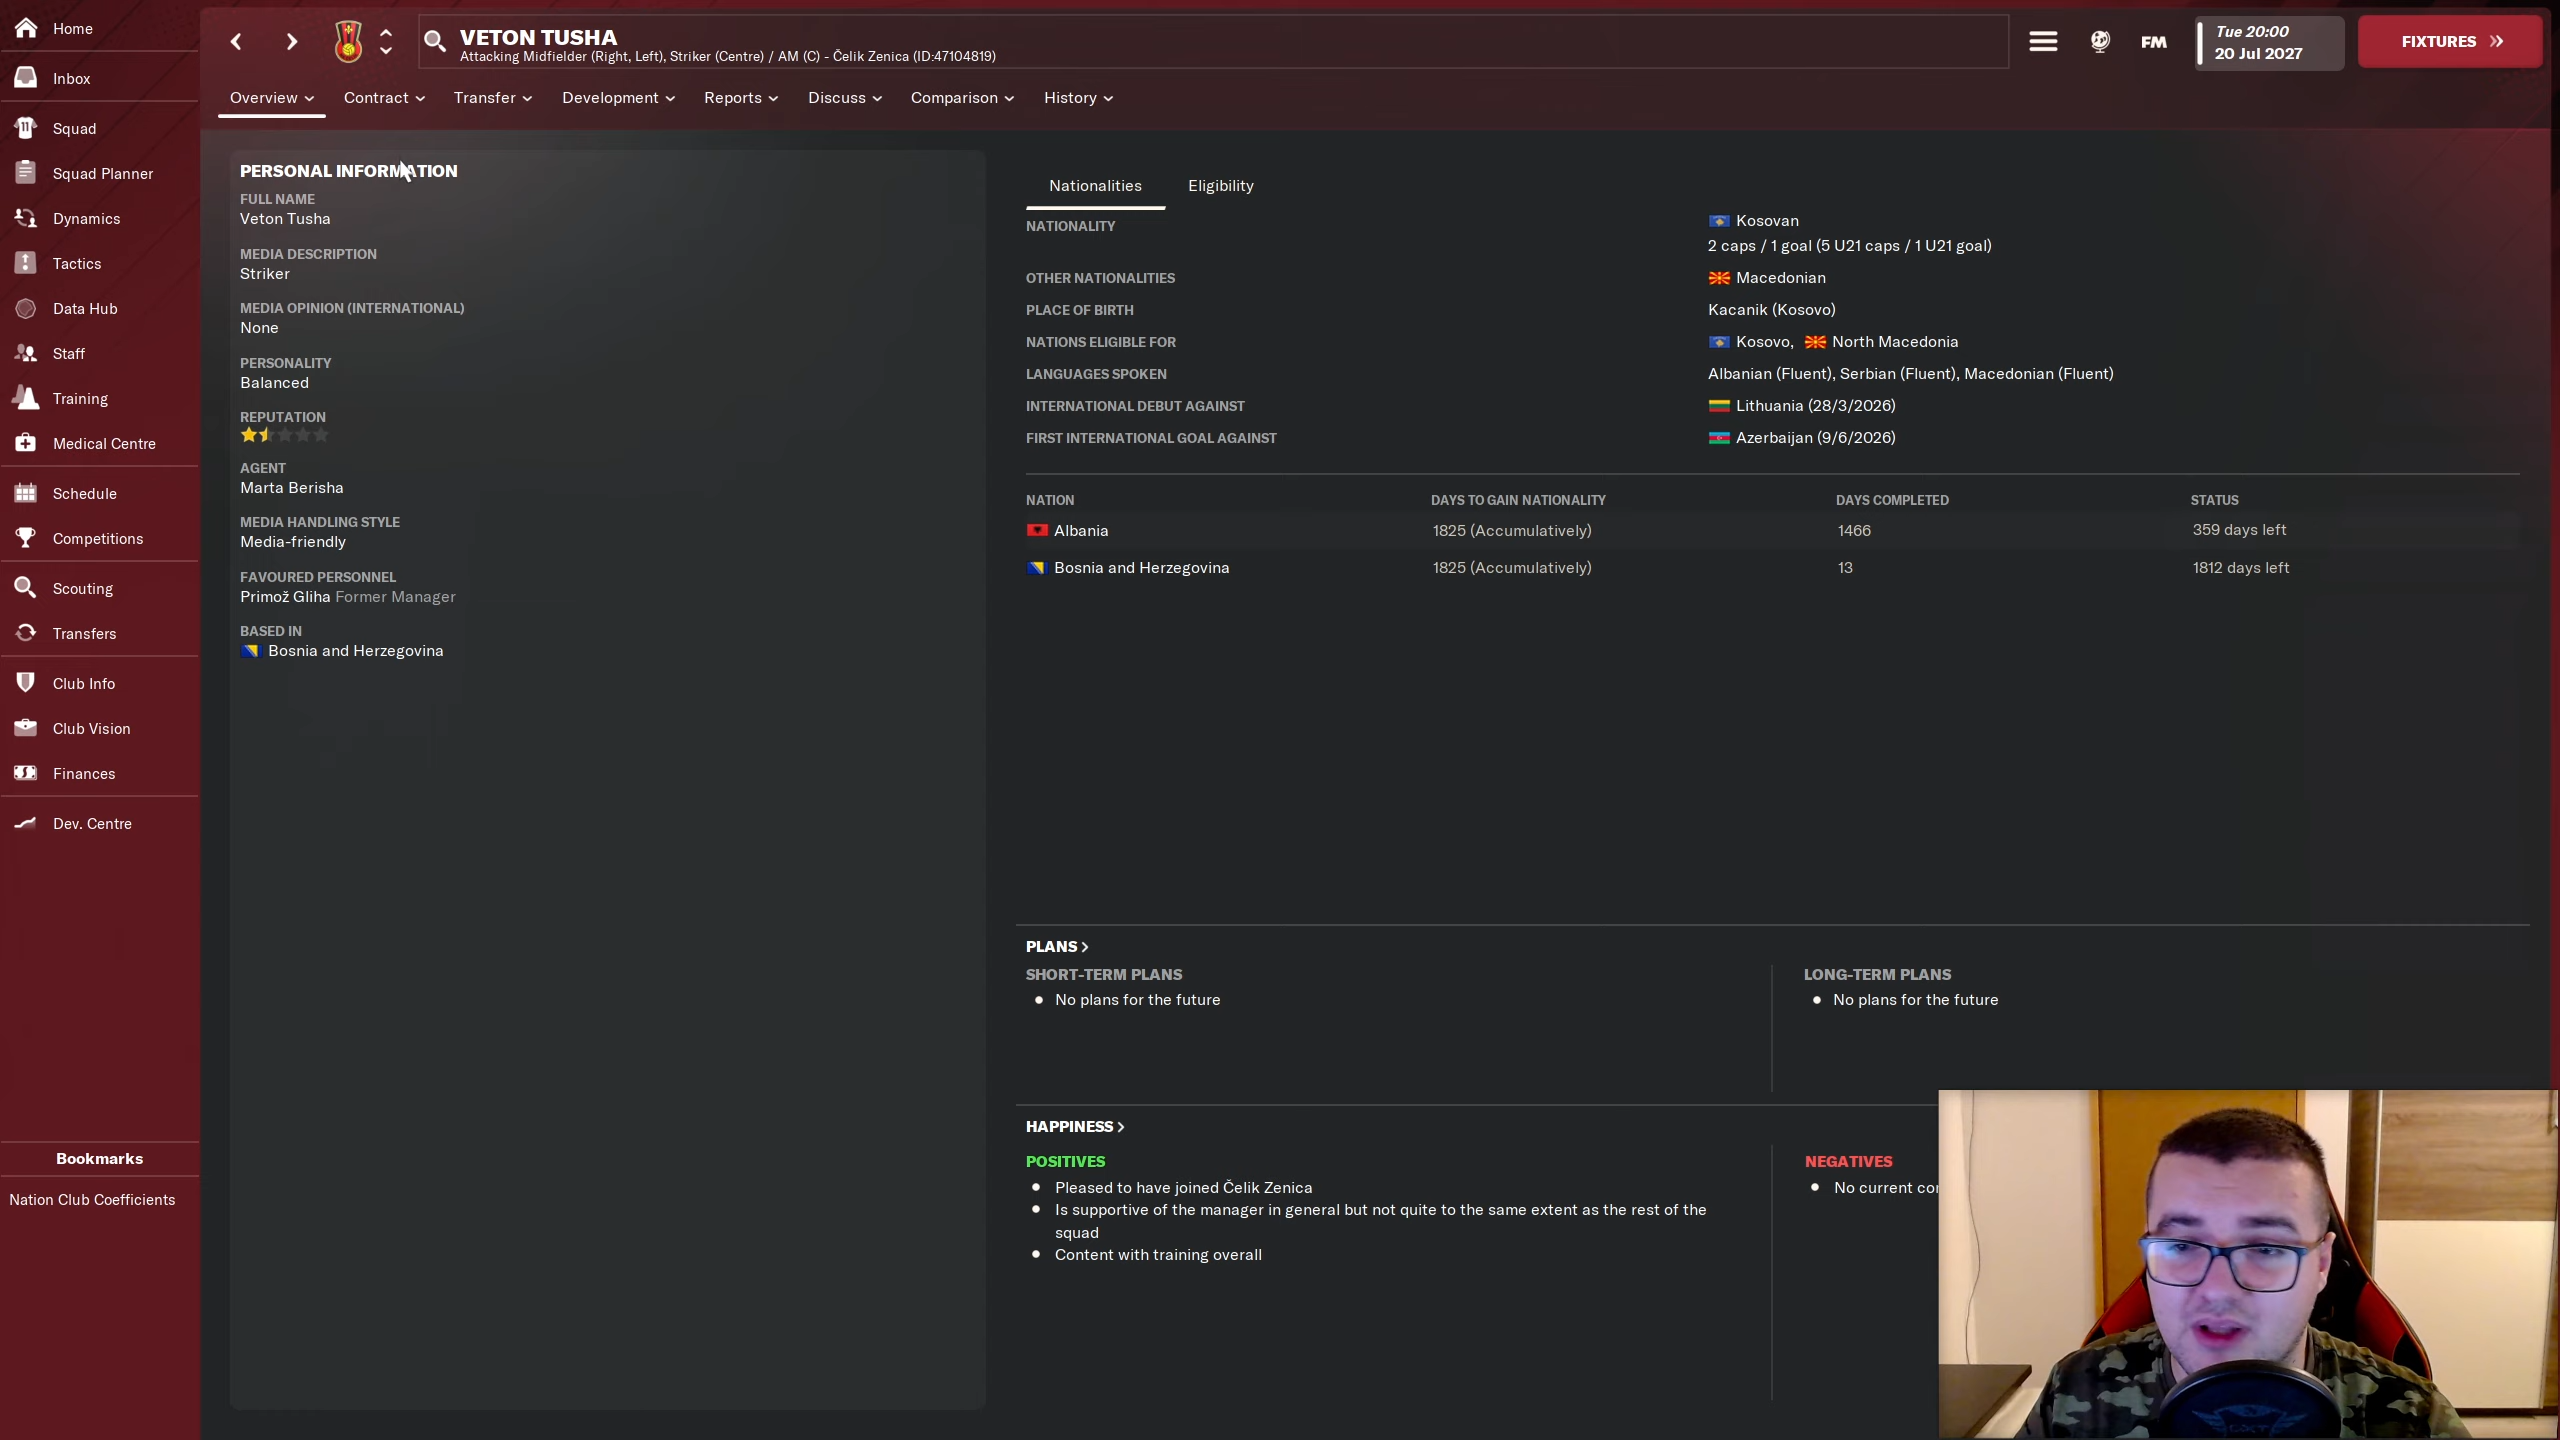 Home
Inbox
Squad
Squad Planner
Dynamics
Tactics
Data Hub
Staff
Training
Medical Centre
Schedule
Competitions
Scouting
Transfers
Club Info
Club Vision
Finances
Dev. Centre
Bookmarks
Nation Club Coefficients
VETON TUSHA
Attacking Midfielder (Right, Left), Striker (Centre) / AM (C) - Čelik Zenica (ID:47104819)
FM
Tue 20:00
20 Jul 2027
FIXTURES
Overview
Contract
Transfer
Development
Reports
Discuss
Comparison
History
PERSONAL INFORMATION
FULL NAME
Veton Tusha
MEDIA DESCRIPTION
Striker
MEDIA OPINION (INTERNATIONAL)
None
PERSONALITY
Balanced
REPUTATION
AGENT
Marta Berisha
MEDIA HANDLING STYLE
Media-friendly
FAVOURED PERSONNEL
Primož Gliha Former Manager
BASED IN
Bosnia and Herzegovina
Nationalities
Eligibility
NATIONALITY
Kosovan
2 caps / 1 goal (5 U21 caps / 1 U21 goal)
OTHER NATIONALITIES
Macedonian
PLACE OF BIRTH
Kacanik (Kosovo)
NATIONS ELIGIBLE FOR
Kosovo, North Macedonia
LANGUAGES SPOKEN
Albanian (Fluent), Serbian (Fluent), Macedonian (Fluent)
INTERNATIONAL DEBUT AGAINST
Lithuania (28/3/2026)
FIRST INTERNATIONAL GOAL AGAINST
Azerbaijan (9/6/2026)
NATION DAYS TO GAIN NATIONALITY DAYS COMPLETED STATUS
Albania 1825 (Accumulatively) 1466 359 days left
Bosnia and Herzegovina 1825 (Accumulatively) 13 1812 days left
PLANS
SHORT-TERM PLANS
No plans for the future
LONG-TERM PLANS
No plans for the future
HAPPINESS
POSITIVES
Pleased to have joined Čelik Zenica
Is supportive of the manager in general but not quite to the same extent as the rest of the
squad
Content with training overall
NEGATIVES
No current